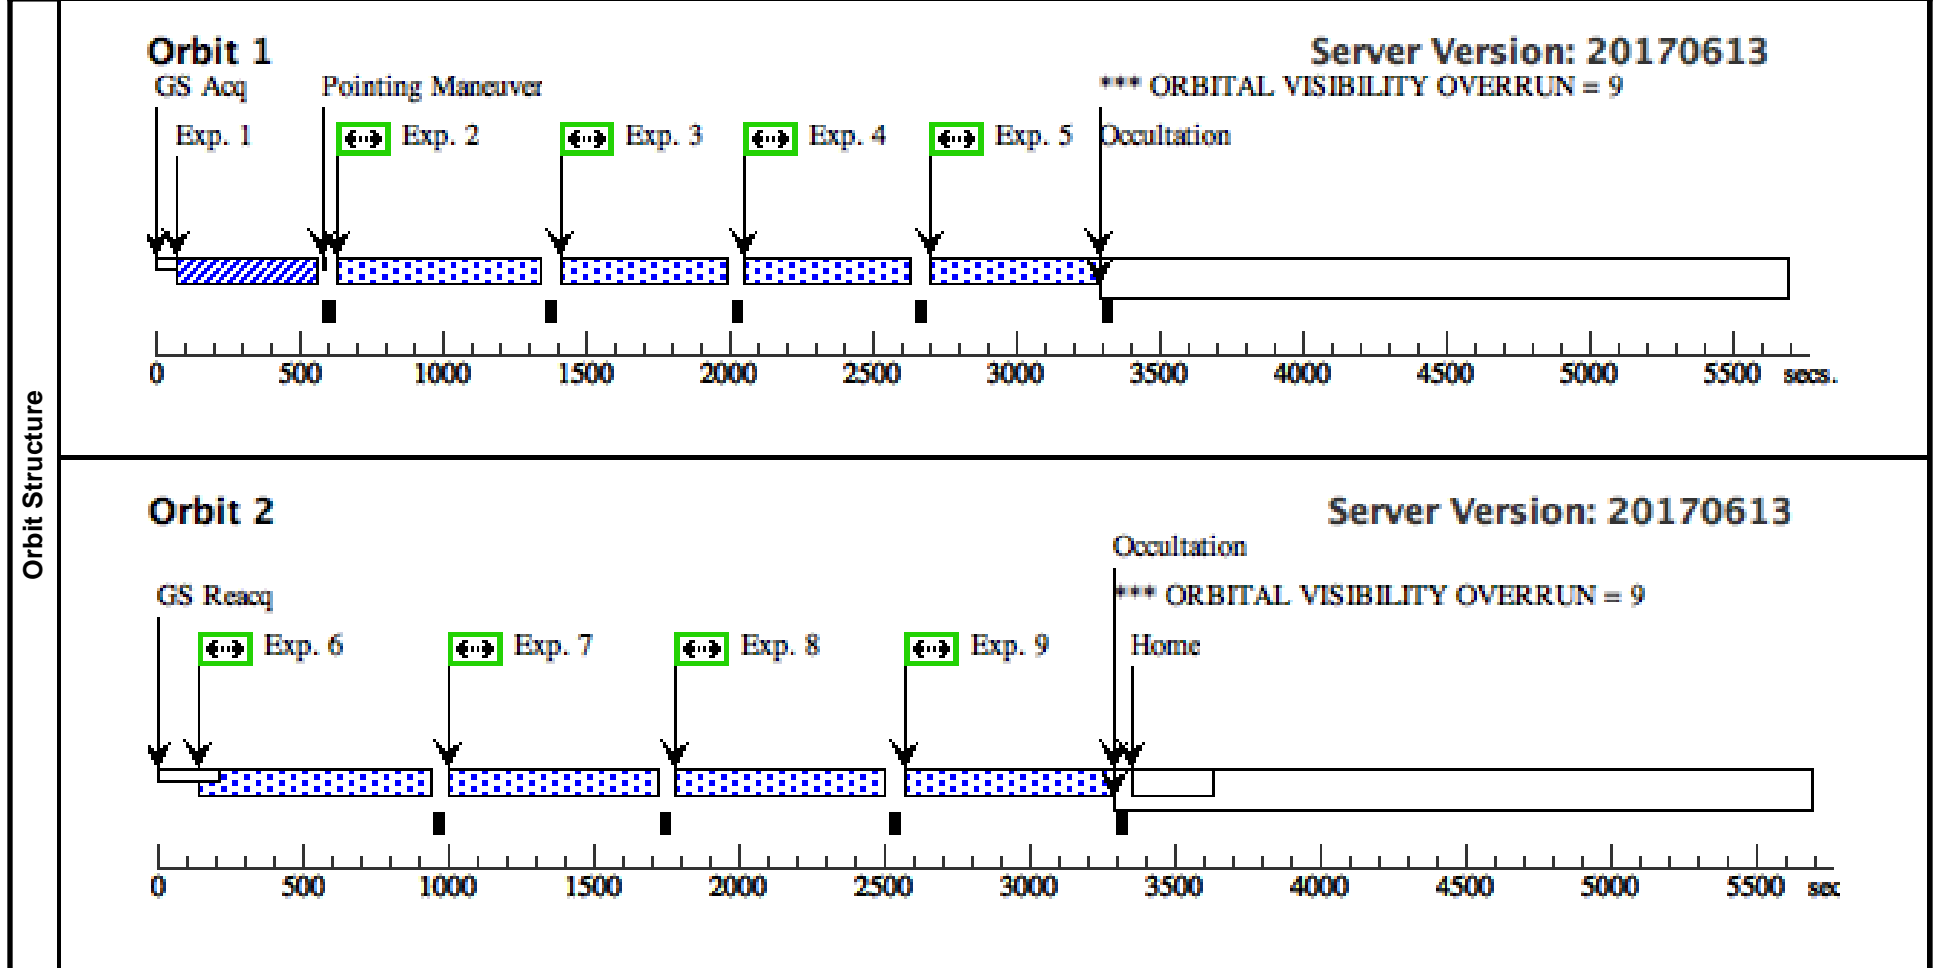 Orbit Structure
Orbit 1
Server Version: 20170613
GS Acq
Pointing Maneuver
*** ORBITAL VISIBILITY OVERRUN = 9
Exp. 1
Exp. 2
Exp. 3
Exp. 4
Exp. 5
Occultation
0 500 1000 1500 2000 2500 3000 3500 4000 4500 5000 5500 secs.
Orbit 2
Server Version: 20170613
Occultation
GS Reacq
*** ORBITAL VISIBILITY OVERRUN = 9
Exp. 6
Exp. 7
Exp. 8
Exp. 9
Home
0 500 1000 1500 2000 2500 3000 3500 4000 4500 5000 5500 sec